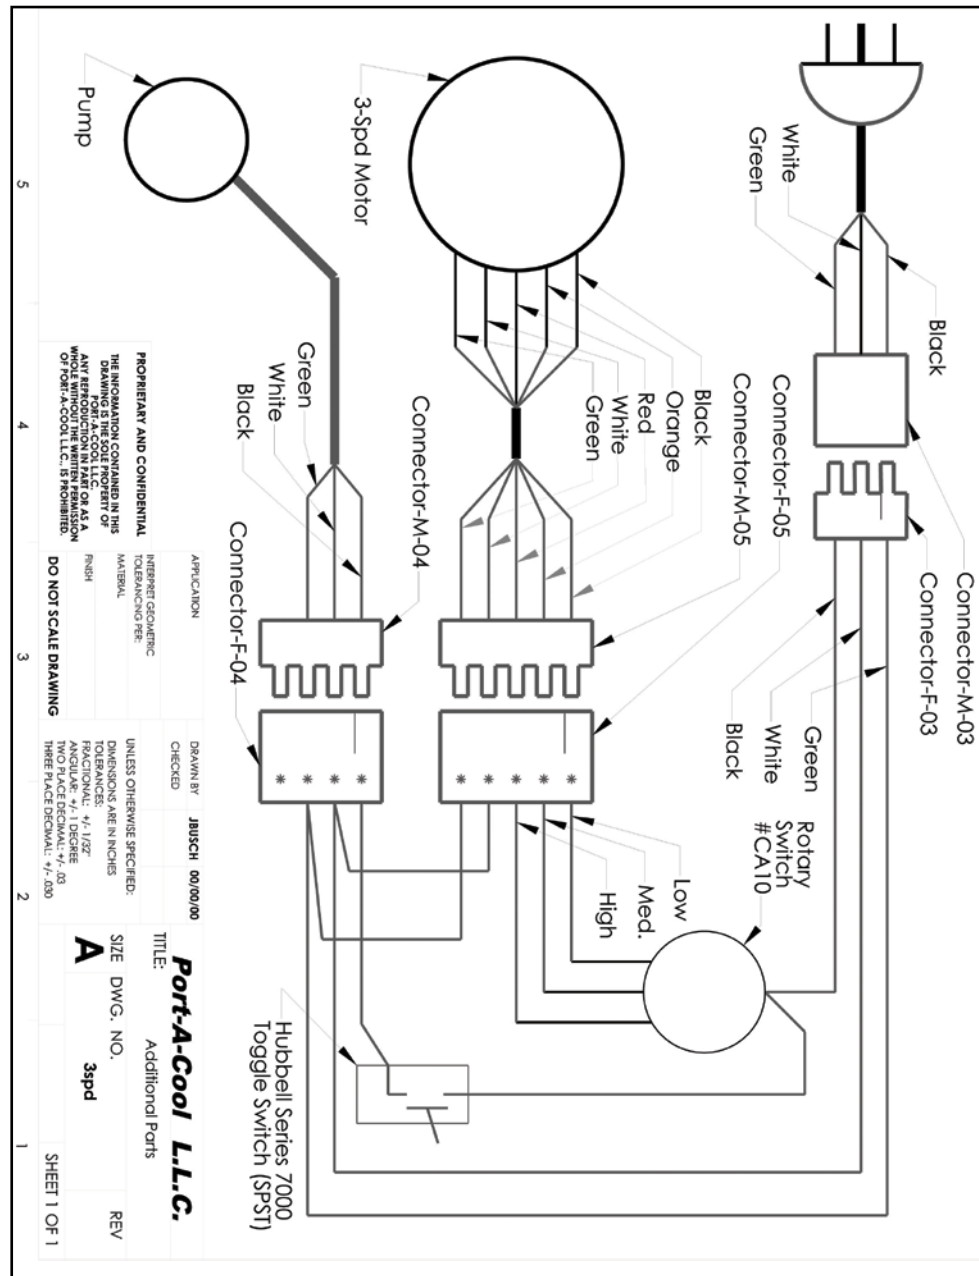 Pump
3-Spd Motor
White
Green
Black
Black
Orange
Red
White
Green
Connector-F-05
Connector-M-05
Connector-M-03
Connector-F-03
Green
White
Black
Connector-M-04
Connector-F-04
Green
White
Black
Rotary
Switch
#CA10
Low
Med.
High
Hubbell Series 7000
Toggle Switch (SPST)
5
4
3
2
1
PROPRIETARY AND CONFIDENTIAL
THE INFORMATION CONTAINED IN THIS
DRAWING IS THE SOLE PROPERTY OF
PORT-A-COOL L.L.C.
ANY REPRODUCTION IN PART OR AS A
WHOLE WITHOUT THE WRITTEN PERMISSION
OF PORT-A-COOL L.L.C., IS PROHIBITED.
APPLICATION
INTERPRET GEOMETRIC
TOLERANCING PER:
MATERIAL
FINISH
DO NOT SCALE DRAWING
DRAWN BY JBUSCH 00/00/00
CHECKED
UNLESS OTHERWISE SPECIFIED:
DIMENSIONS ARE IN INCHES
TOLERANCES:
FRACTIONAL: +/- 1/32"
ANGULAR: +/- 1 DEGREE
TWO PLACE DECIMAL: +/- .03
THREE PLACE DECIMAL: +/- .030
Port-A-Cool L.L.C.
TITLE:
Additional Parts
SIZE DWG. NO. REV
A 3spd
SHEET 1 OF 1